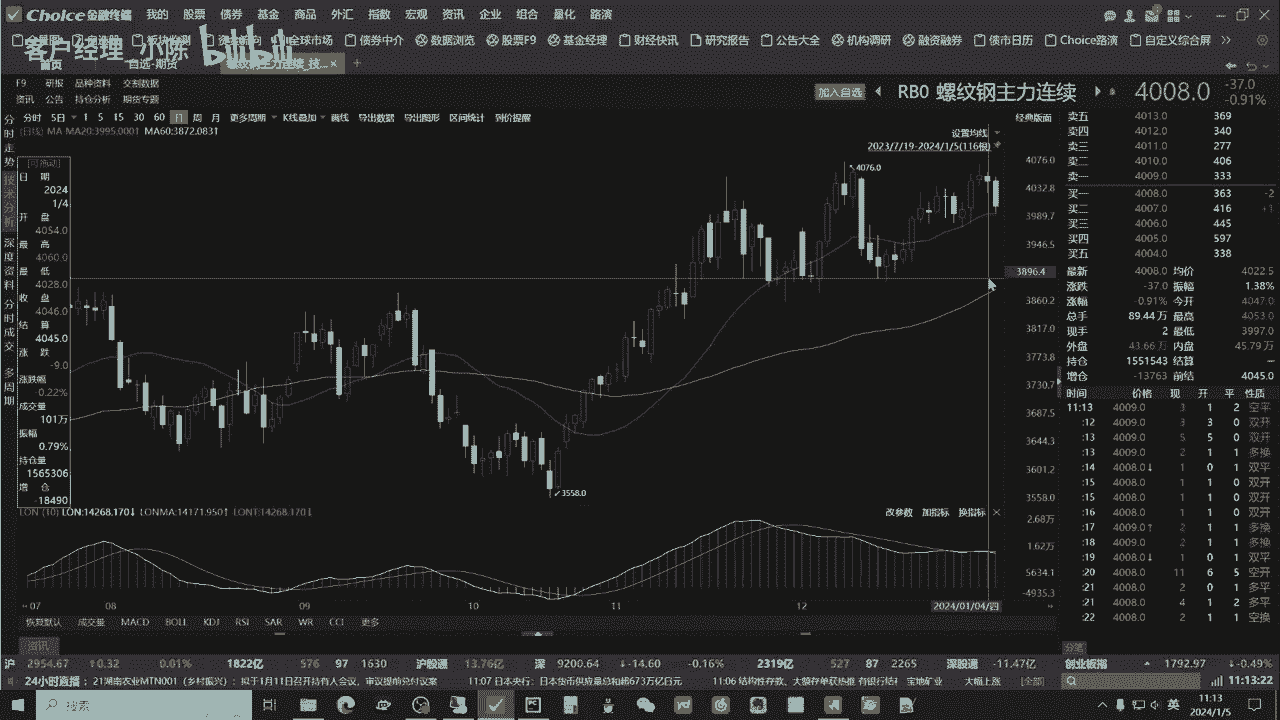 Choice金融终端 我的 股票 债券 基金 商品 外汇 指数 宏观 资讯 企业 组合 量化 路演
全球市场 债券中介 数据浏览 股票F9 基金经理 财经快讯 研究报告 公告大全 机构调研 融资融券 债市日历 Choice路演 自定义综合屏
客户经理_小陈 bilibili
首页 自选-期货 螺纹钢主力连续_技... × +
F9 研报 品种资料 交割数据
资讯 公告 持仓分析 期货专题
加入自选 RB0 螺纹钢主力连续 4008.0 -37.0 -0.91%
分时 5日 1 5 15 30 60 日 周 月 更多周期 K线叠加 画线 导出数据 导出图形 区间统计 到价提醒 经典版面
[日线] MA MA20:3995.000↑ MA60:3872.083↑ 设置均线
2023/7/19-2024/1/5(116根)
分时走势
技术分析
深度资料
分时成交
多周期
[可拖动]
日 期
2024
1/4
开 盘
4054.0
最 高
4060.0
最 低
4028.0
收 盘
4046.0
结 算
4045.0
涨 跌
-9.0
涨跌幅
-0.22%
成交量
101万
振幅
0.79%
持仓量
1565306
增 仓
-18490
4076.0
3558.0
4076.0
4032.8
3989.7
3946.5
3896.4
3860.2
3817.0
3773.8
3730.7
3687.5
3644.3
3601.2
3558.0
LON (10) LON:14268.170↓ LONMA:14171.950↑ LONT:14268.170↓ 改参数 加指标 换指标 ×
2.68万
1.62万
5634.1
-4935.3
07 08 09 10 11 12 2024/01/04/四
恢复默认 成交量 MACD BOLL KDJ RSI SAR WR CCI 更多
卖五 4013.0 369
卖四 4012.0 340
卖三 4011.0 277
卖二 4010.0 406
卖一 4009.0 333
买一 4008.0 363 -2
买二 4007.0 416 +1
买三 4006.0 445
买四 4005.0 597
买五 4004.0 338
最新 4008.0 均价 4022.5
涨跌 -37.0 振幅 1.38%
涨幅 -0.91% 今开 4047.0
总手 89.44万 最高 4053.0
现手 2 最低 3997.0
外盘 43.66万 内盘 45.79万
持仓 1551543 结算 —
增仓 -13763 前结 4045.0
时间 价格 现 开 平 性质
11:13 4009.0 3 1 2 空平
:12 4009.0 3 3 0 双开
:13 4009.0 5 5 0 双开
:13 4009.0 2 1 1 多换
:14 4008.0↓ 1 0 1 双平
:15 4008.0 1 1 0 双开
:15 4008.0 1 1 0 双开
:16 4008.0 1 1 0 双开
:17 4009.0↑ 2 1 1 多换
:18 4009.0 2 1 1 多换
:19 4008.0↓ 1 0 1 双平
:20 4008.0 11 6 5 空开
:21 4008.0 2 0 1 多平
:21 4008.0 4 1 2 多平
:22 4008.0 2 1 1 空换
资讯 分笔
沪 2954.67 ↑0.32 0.01% 1822亿 576 97 1630 沪股通 13.76亿 深 9200.64 ↓-14.60 -0.16% 2319亿 527 87 2265 深股通 -11.47亿 创业板指 1792.97 -0.49%
24小时直播 : 21湖南农业MTN001（乡村振兴）：拟于1月11日召开持有人会议，审议提前兑付议案 11:07 日本央行：日本货币供应量总和超673万亿日元 11:06 结构性存款、大额存单获热推 有银行结 宝地矿业 大幅上涨 [全部] 11:13:22
搜索 英 11:13
2024/1/5